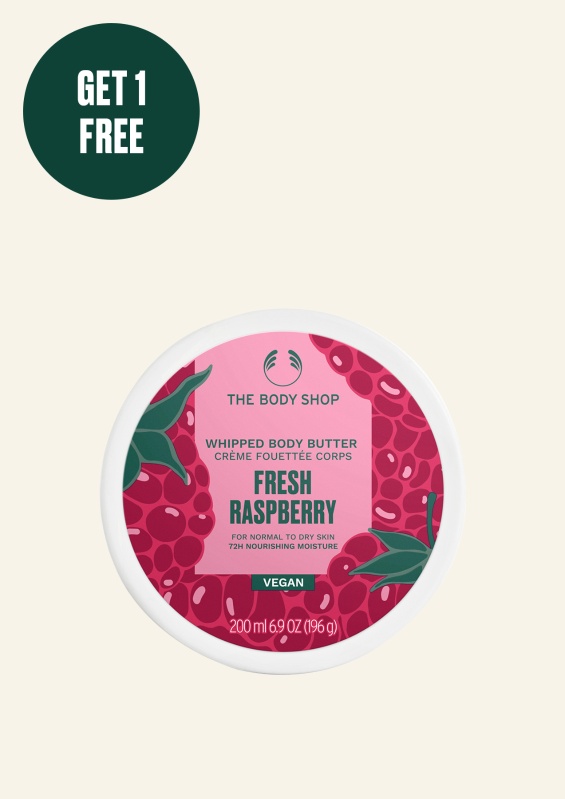 GET 1
FREE
THE BODY SHOP
WHIPPED BODY BUTTER
CRÈME FOUETTÉE CORPS
FRESH
RASPBERRY
FOR NORMAL TO DRY SKIN
72H NOURISHING MOISTURE
VEGAN
200 ml 6.9 OZ (196 g)